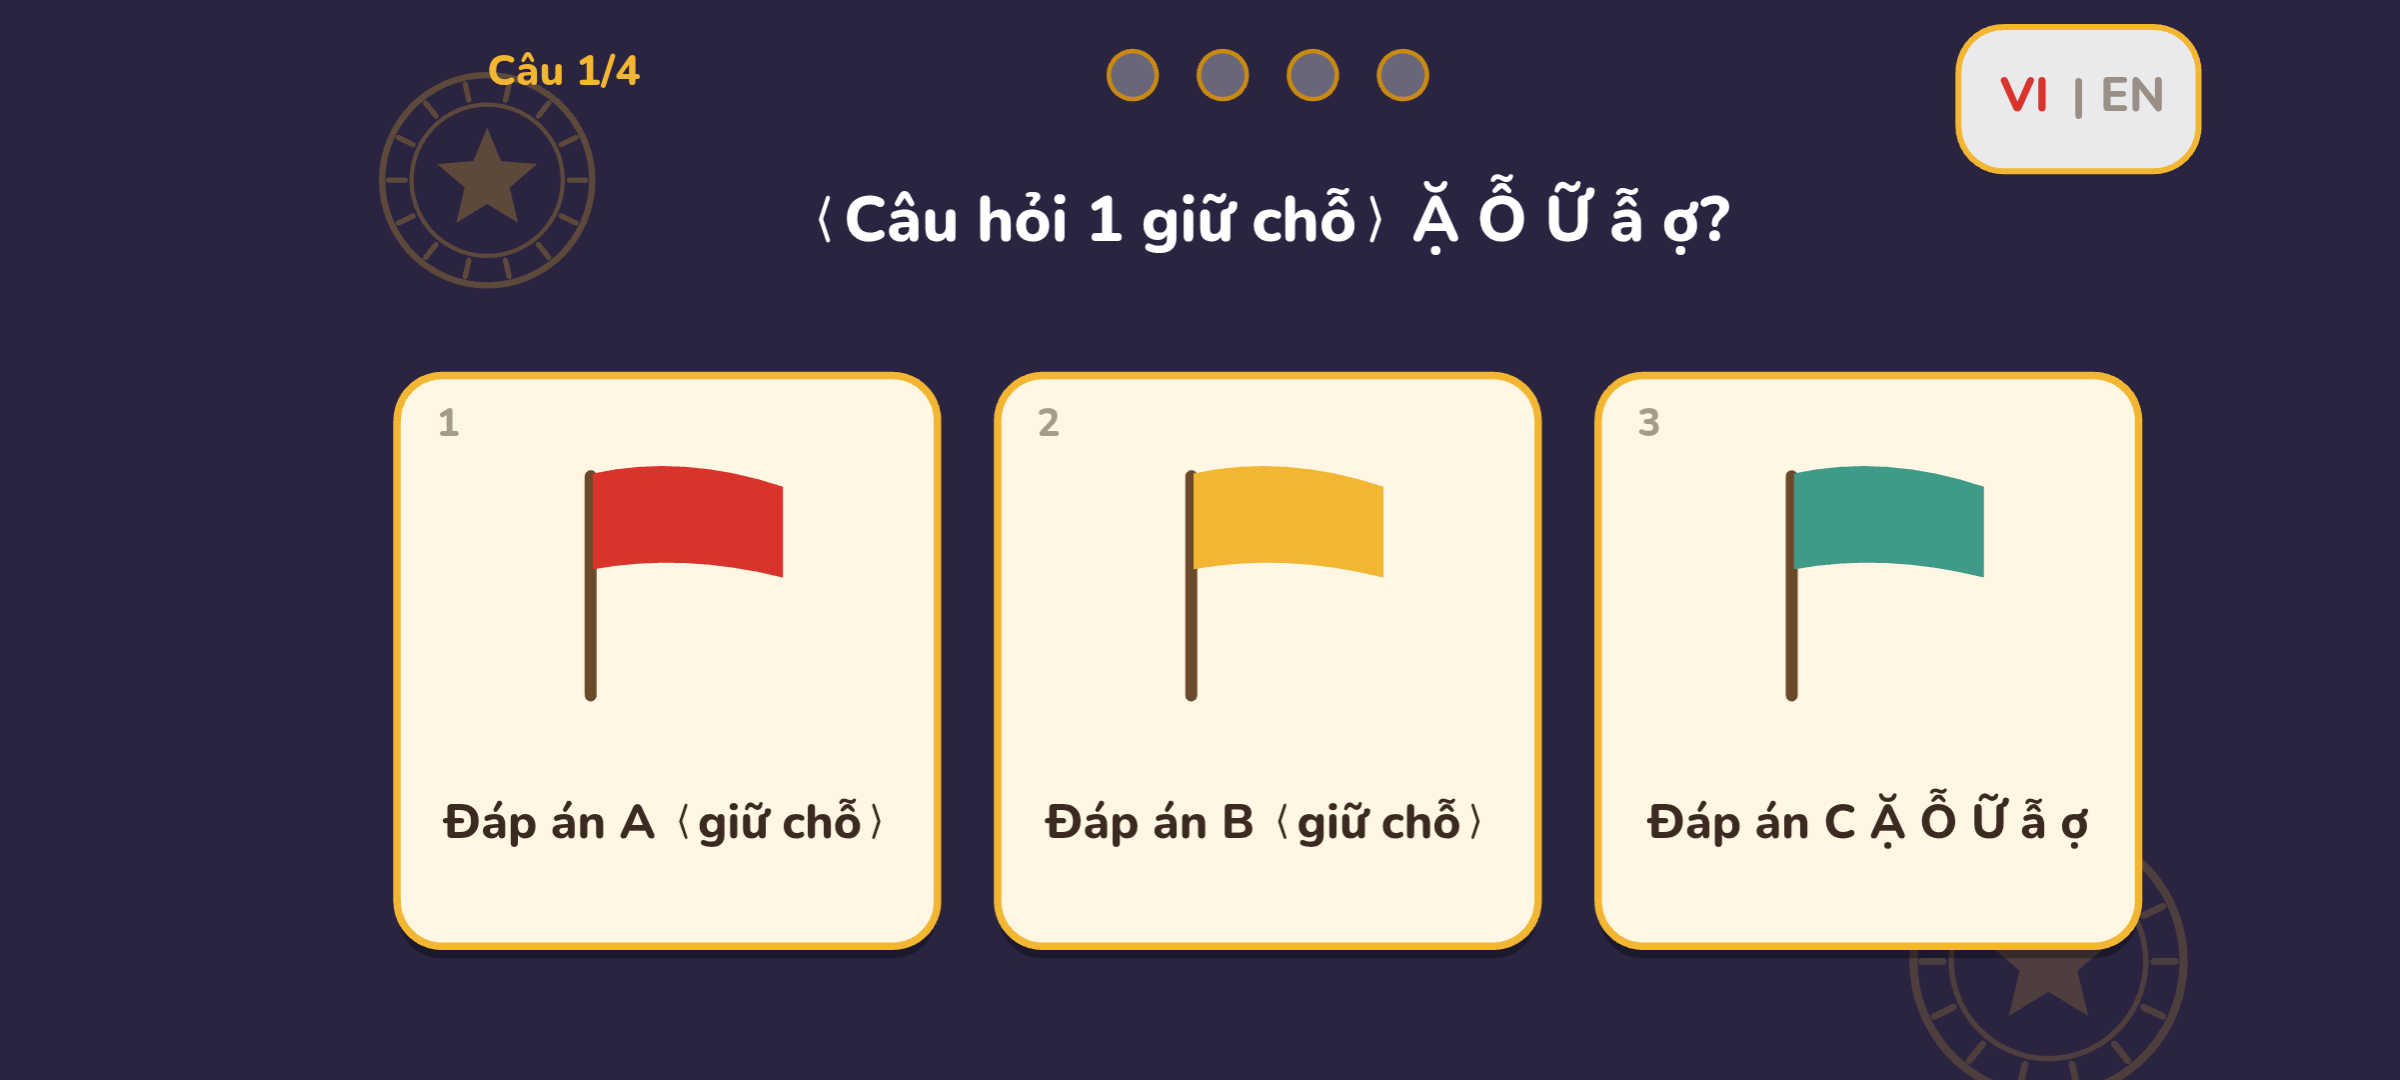 Câu 1/4
VI | EN
⟨Câu hỏi 1 giữ chỗ⟩ Ặ Ỗ Ữ ẫ ợ?
1
2
3
Đáp án A ⟨giữ chỗ⟩
Đáp án B ⟨giữ chỗ⟩
Đáp án C Ặ Ỗ Ữ ẫ ợ